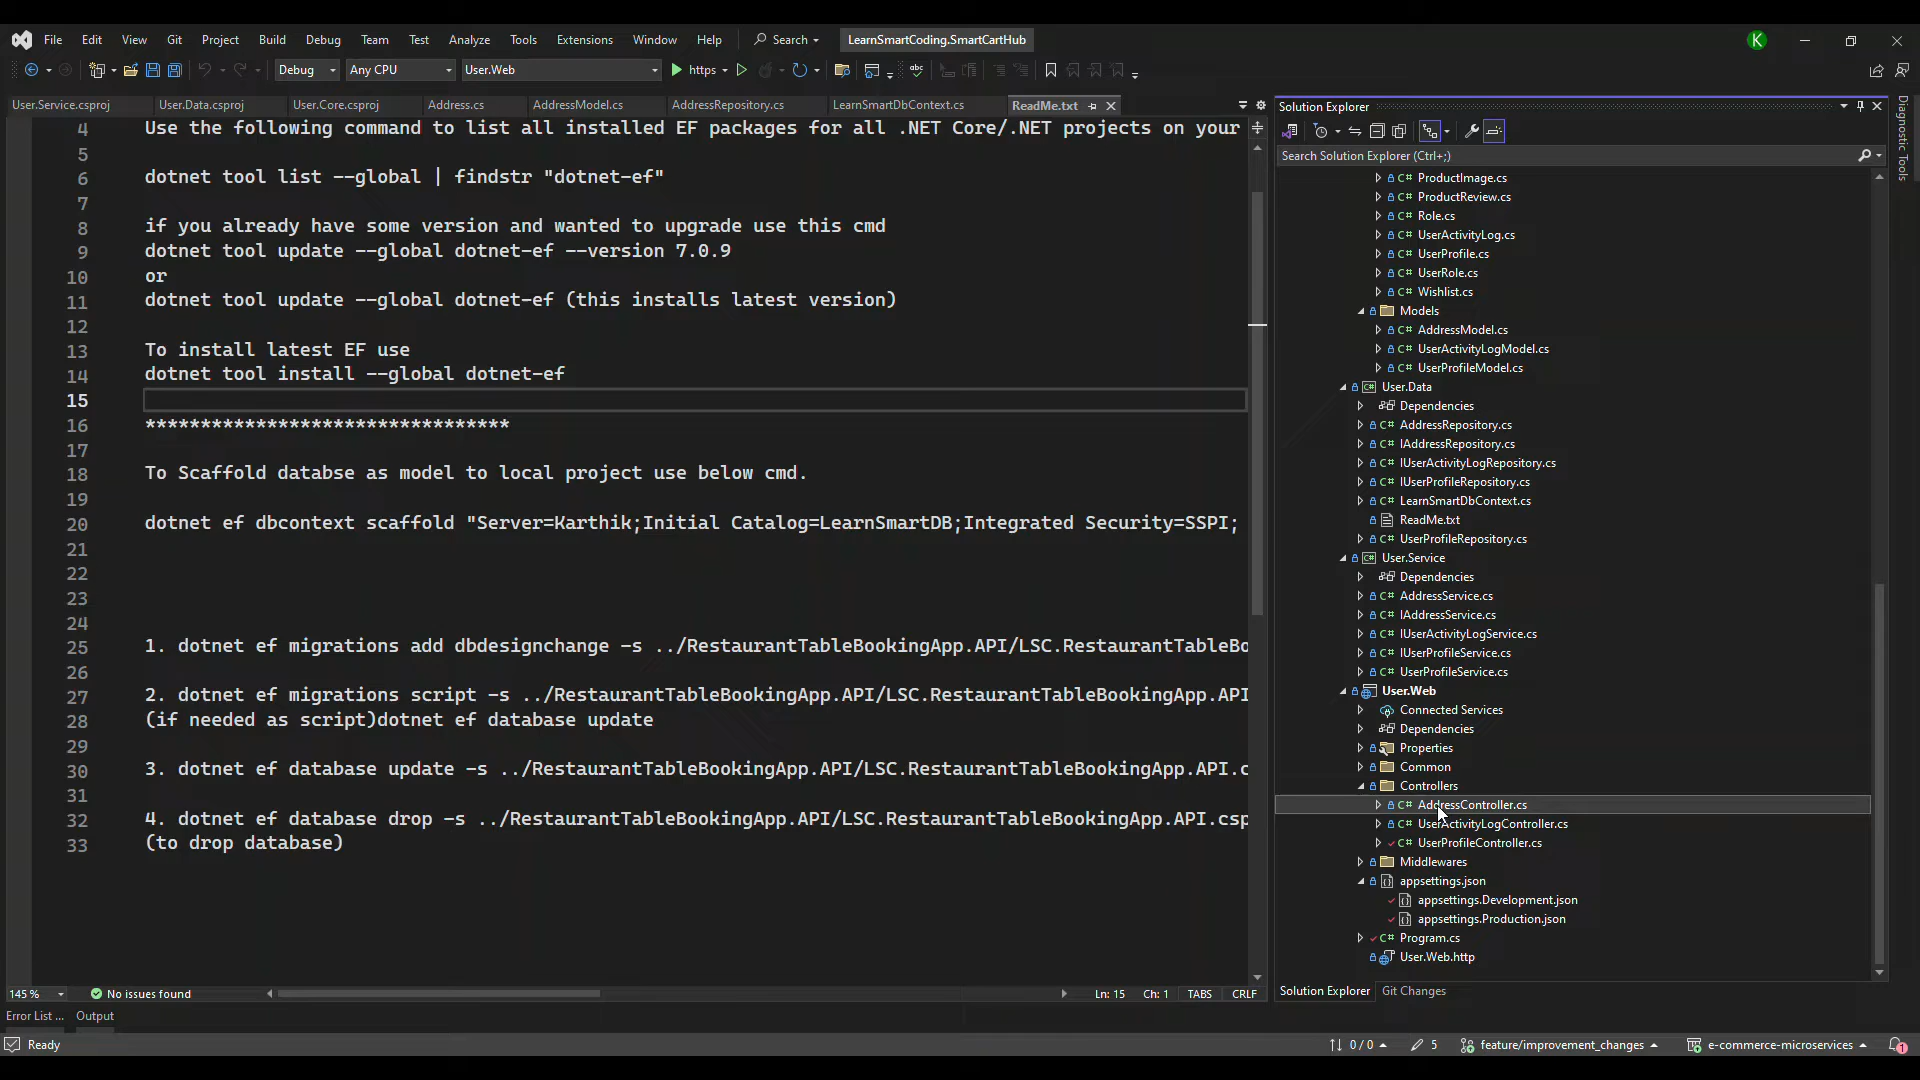 File Edit View Git Project Build Debug Team Test Analyze Tools Extensions Window Help Search LearnSmartCoding.SmartCartHub K
Debug Any CPU User.Web https
User.Service.csproj User.Data.csproj User.Core.csproj Address.cs AddressModel.cs AddressRepository.cs LearnSmartDbContext.cs ReadMe.txt
4 Use the following command to list all installed EF packages for all .NET Core/.NET projects on your
5
6 dotnet tool list --global | findstr "dotnet-ef"
7
8 if you already have some version and wanted to upgrade use this cmd
9 dotnet tool update --global dotnet-ef --version 7.0.9
10 or
11 dotnet tool update --global dotnet-ef (this installs latest version)
12
13 To install latest EF use
14 dotnet tool install --global dotnet-ef
15
16 *********************************
17
18 To Scaffold databse as model to local project use below cmd.
19
20 dotnet ef dbcontext scaffold "Server=Karthik;Initial Catalog=LearnSmartDB;Integrated Security=SSPI;
21
22
23
24
25 1. dotnet ef migrations add dbdesignchange -s ../RestaurantTableBookingApp.API/LSC.RestaurantTableBo
26
27 2. dotnet ef migrations script -s ../RestaurantTableBookingApp.API/LSC.RestaurantTableBookingApp.API
28 (if needed as script)dotnet ef database update
29
30 3. dotnet ef database update -s ../RestaurantTableBookingApp.API/LSC.RestaurantTableBookingApp.API.c
31
32 4. dotnet ef database drop -s ../RestaurantTableBookingApp.API/LSC.RestaurantTableBookingApp.API.csp
33 (to drop database)
145 % No issues found Ln: 15 Ch: 1 TABS CRLF
Error List ... Output
Solution Explorer
Search Solution Explorer (Ctrl+;)
C# ProductImage.cs
C# ProductReview.cs
C# Role.cs
C# UserActivityLog.cs
C# UserProfile.cs
C# UserRole.cs
C# Wishlist.cs
Models
C# AddressModel.cs
C# UserActivityLogModel.cs
C# UserProfileModel.cs
C# User.Data
Dependencies
C# AddressRepository.cs
C# IAddressRepository.cs
C# IUserActivityLogRepository.cs
C# IUserProfileRepository.cs
C# LearnSmartDbContext.cs
ReadMe.txt
C# UserProfileRepository.cs
C# User.Service
Dependencies
C# AddressService.cs
C# IAddressService.cs
C# IUserActivityLogService.cs
C# IUserProfileService.cs
C# UserProfileService.cs
User.Web
Connected Services
Dependencies
Properties
Common
Controllers
C# AddressController.cs
C# UserActivityLogController.cs
C# UserProfileController.cs
Middlewares
appsettings.json
appsettings.Development.json
appsettings.Production.json
C# Program.cs
User.Web.http
Solution Explorer Git Changes
Diagnostic Tools
Ready 0 / 0 5 feature/improvement_changes e-commerce-microservices 1